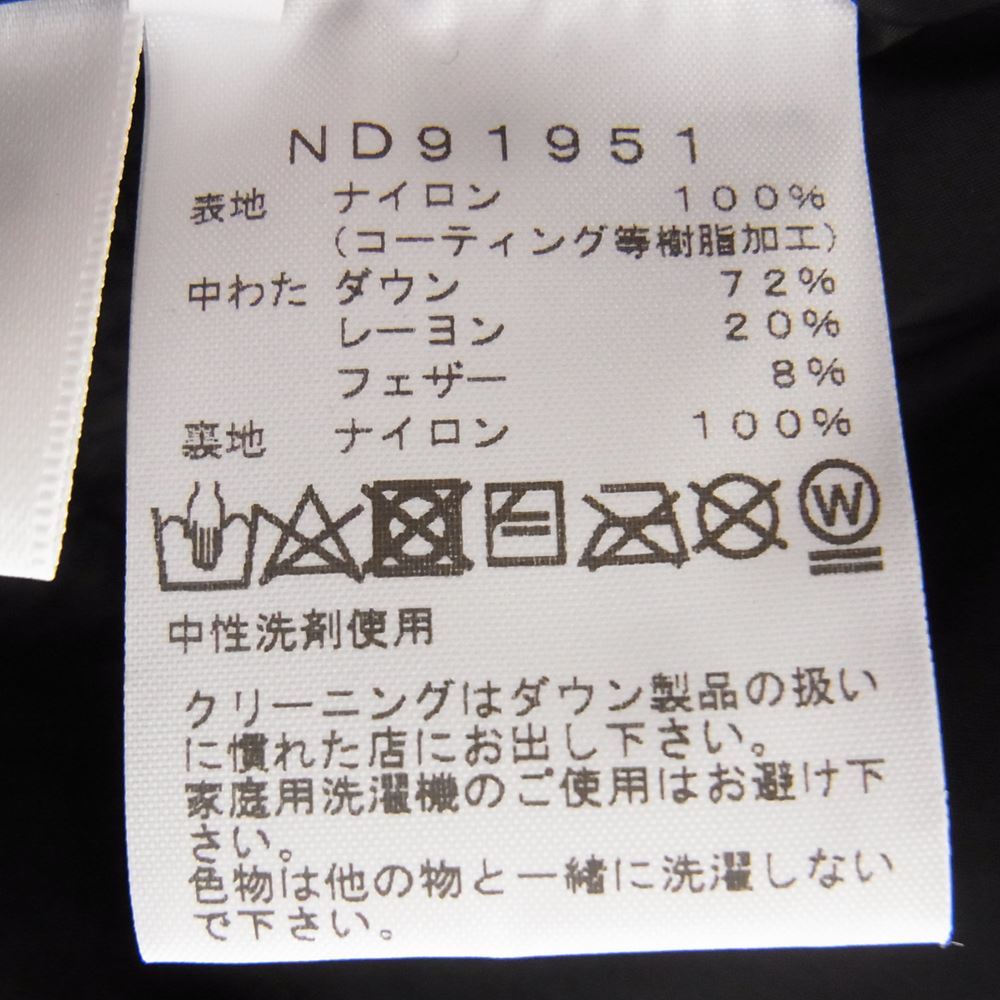 ND91951
表地 ナイロン 100%
(コーティング等樹脂加工)
中わた ダウン 72%
レーヨン 20%
フェザー 8%
裏地 ナイロン 100%
W
中性洗剤使用
クリーニングはダウン製品の扱い
に慣れた店にお出し下さい。
家庭用洗濯機のご使用はお避け下
さい。
色物は他の物と一緒に洗濯しない
で下さい。